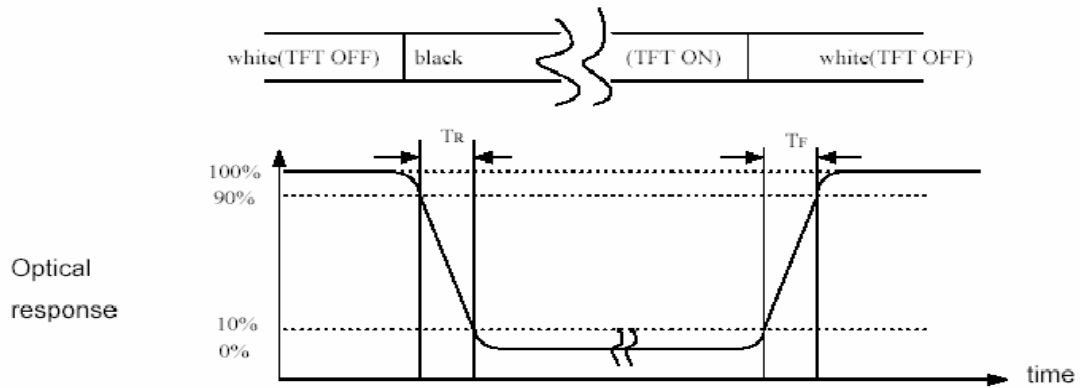 white(TFT OFF) black (TFT ON) white(TFT OFF)
TR TF
100%
90%
Optical
response
10%
0%
time